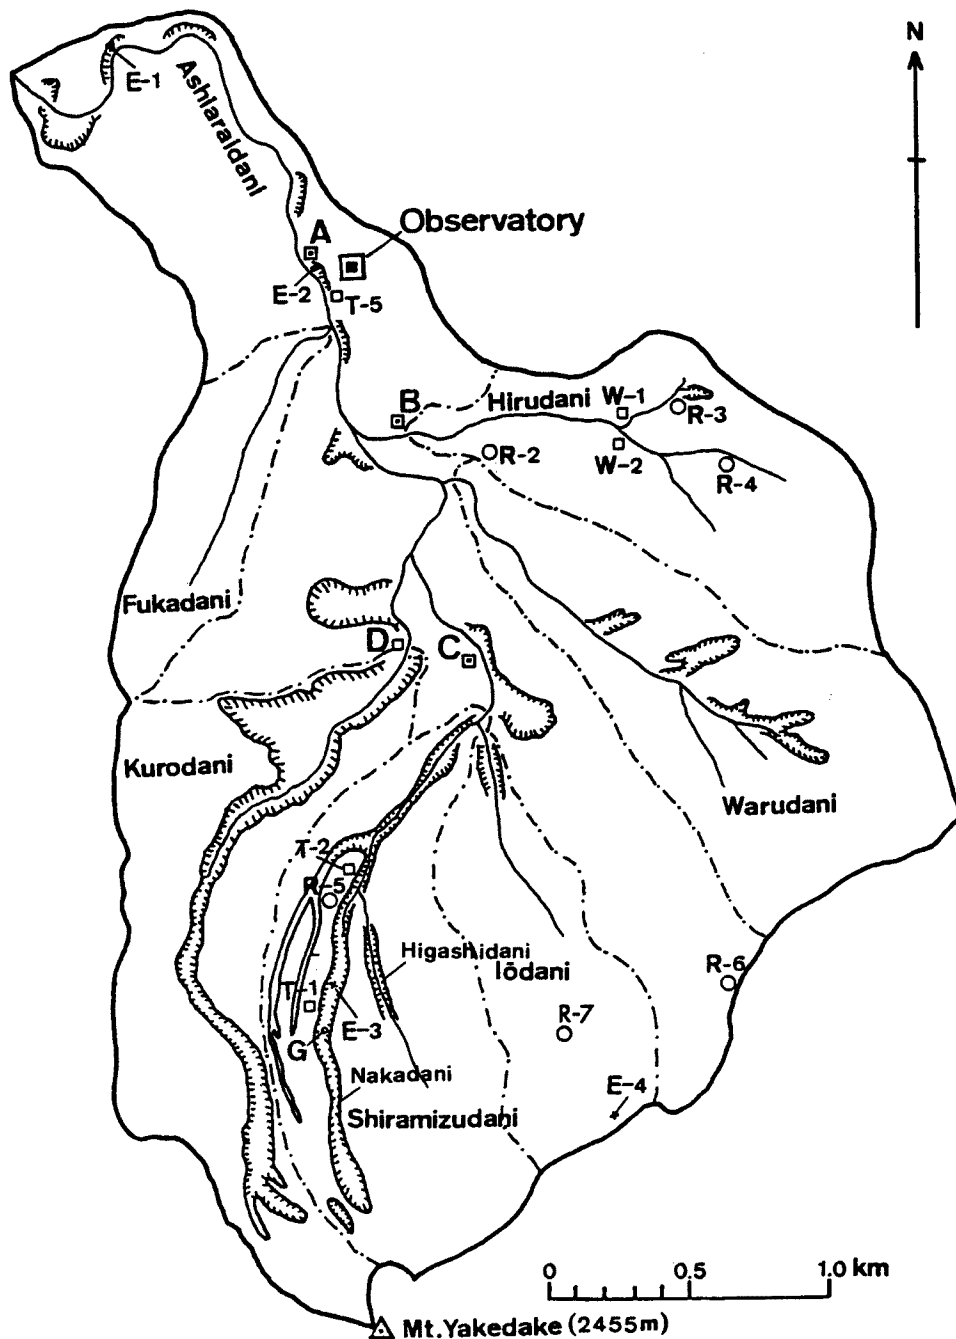 N
E-1
Ashiaraidani
A
Observatory
E-2
T-5
B
Hirudani
W-1
R-3
R-2
W-2
R-4
Fukadani
D
C
Kurodani
Warudani
T-2
R-5
Higashidani
Iōdani
R-6
T-1
E-3
R-7
G
Nakadani
E-4
Shiramizudani
0 0.5 1.0 km
Mt.Yakedake (2455m)